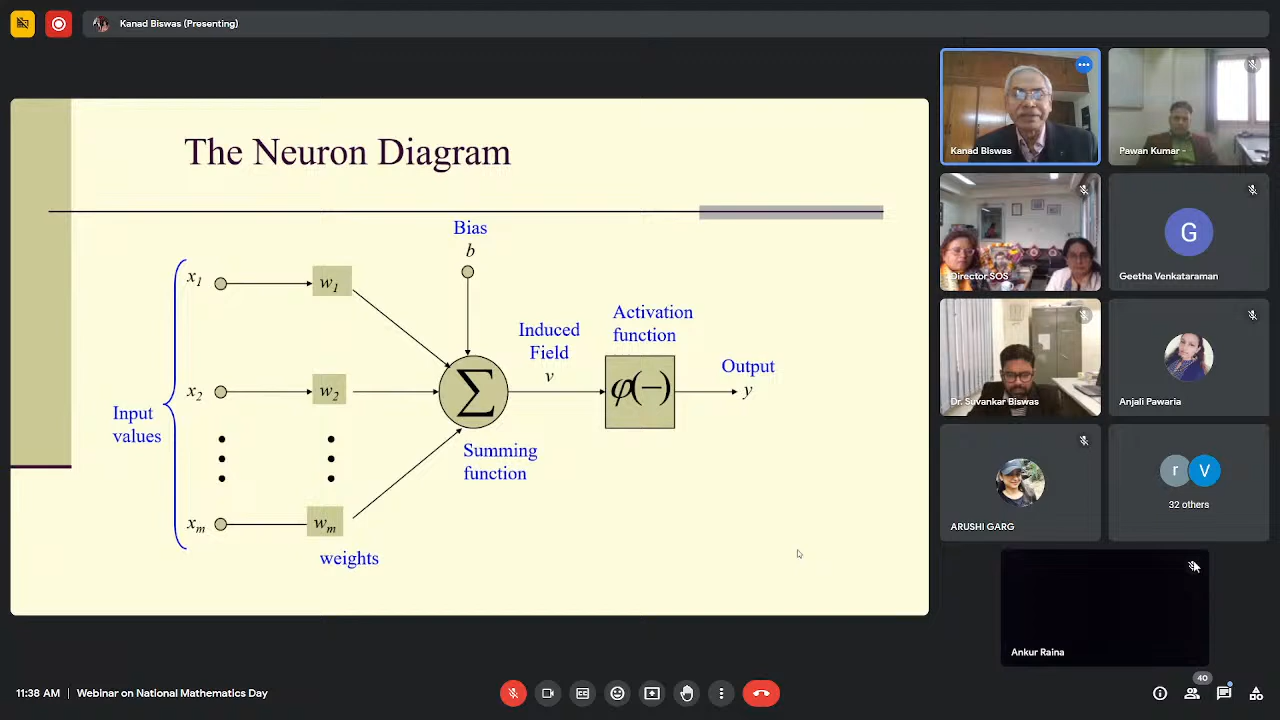 Kanad Biswas (Presenting)
The Neuron Diagram
Bias
b
x1
w1
Activation
function
Induced
Field
v
x2
w2
∑
φ(−)
Output
y
Input
values
Summing
function
xm
wm
weights
Kanad Biswas
Pawan Kumar -
Director SOS
G
Geetha Venkataraman
Dr. Suvankar Biswas
Anjali Pawaria
ARUSHI GARG
r
V
32 others
Ankur Raina
11:38 AM | Webinar on National Mathematics Day
40